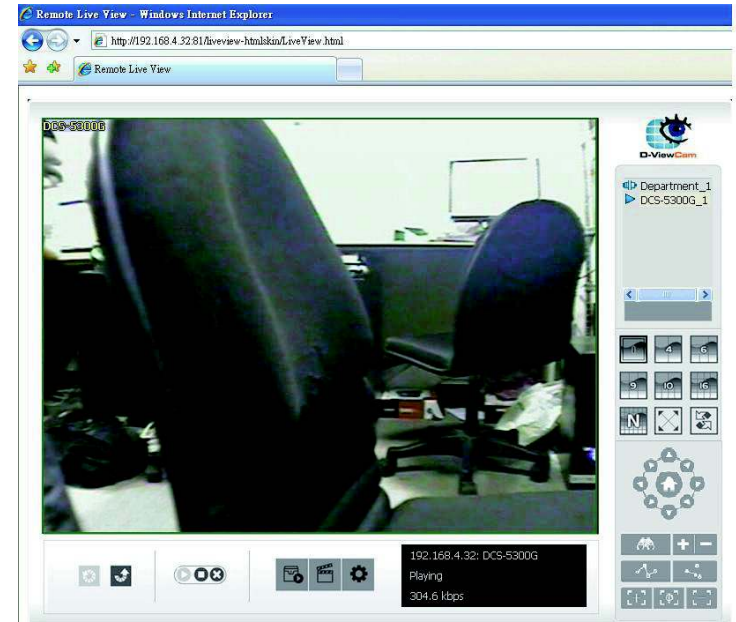 Remote Live View - Windows Internet Explorer
http://192.168.4.32:81/liveview-htmlskin/LiveView.html
Remote Live View
DCS-5300G
D-ViewCam
Department_1
DCS-5300G_1
1 4 6
9 10 16
N
192.168.4.32: DCS-5300G
Playing
304.6 kbps